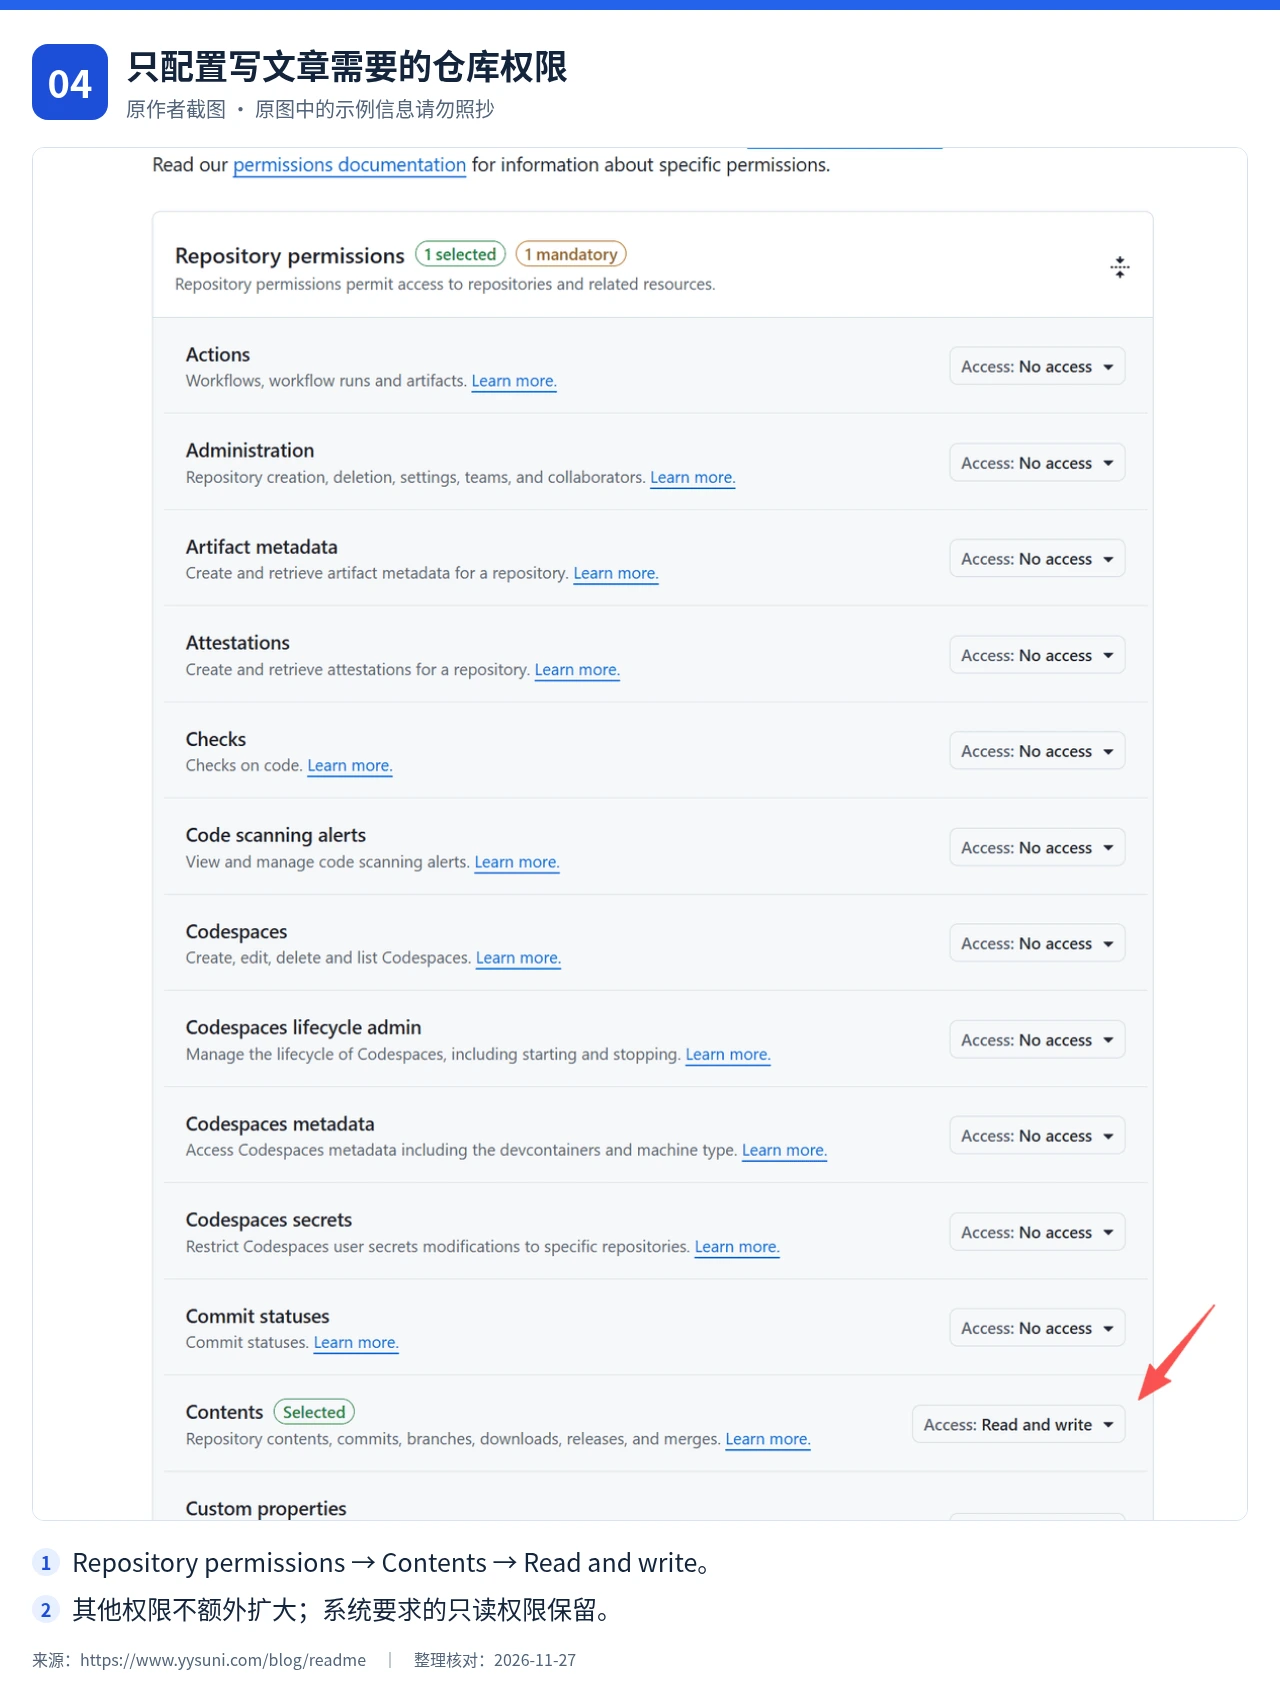 04
只配置写文章需要的仓库权限
原作者截图 · 原图中的示例信息请勿照抄
Read our permissions documentation for information about specific permissions.
Repository permissions 1 selected 1 mandatory
Repository permissions permit access to repositories and related resources.
Actions
Workflows, workflow runs and artifacts. Learn more.
Access: No access
Administration
Repository creation, deletion, settings, teams, and collaborators. Learn more.
Access: No access
Artifact metadata
Create and retrieve artifact metadata for a repository. Learn more.
Access: No access
Attestations
Create and retrieve attestations for a repository. Learn more.
Access: No access
Checks
Checks on code. Learn more.
Access: No access
Code scanning alerts
View and manage code scanning alerts. Learn more.
Access: No access
Codespaces
Create, edit, delete and list Codespaces. Learn more.
Access: No access
Codespaces lifecycle admin
Manage the lifecycle of Codespaces, including starting and stopping. Learn more.
Access: No access
Codespaces metadata
Access Codespaces metadata including the devcontainers and machine type. Learn more.
Access: No access
Codespaces secrets
Restrict Codespaces user secrets modifications to specific repositories. Learn more.
Access: No access
Commit statuses
Commit statuses. Learn more.
Access: No access
Contents Selected
Repository contents, commits, branches, downloads, releases, and merges. Learn more.
Access: Read and write
Custom properties
1 Repository permissions → Contents → Read and write。
2 其他权限不额外扩大；系统要求的只读权限保留。
来源：https://www.yysuni.com/blog/readme ｜ 整理核对：2026-11-27